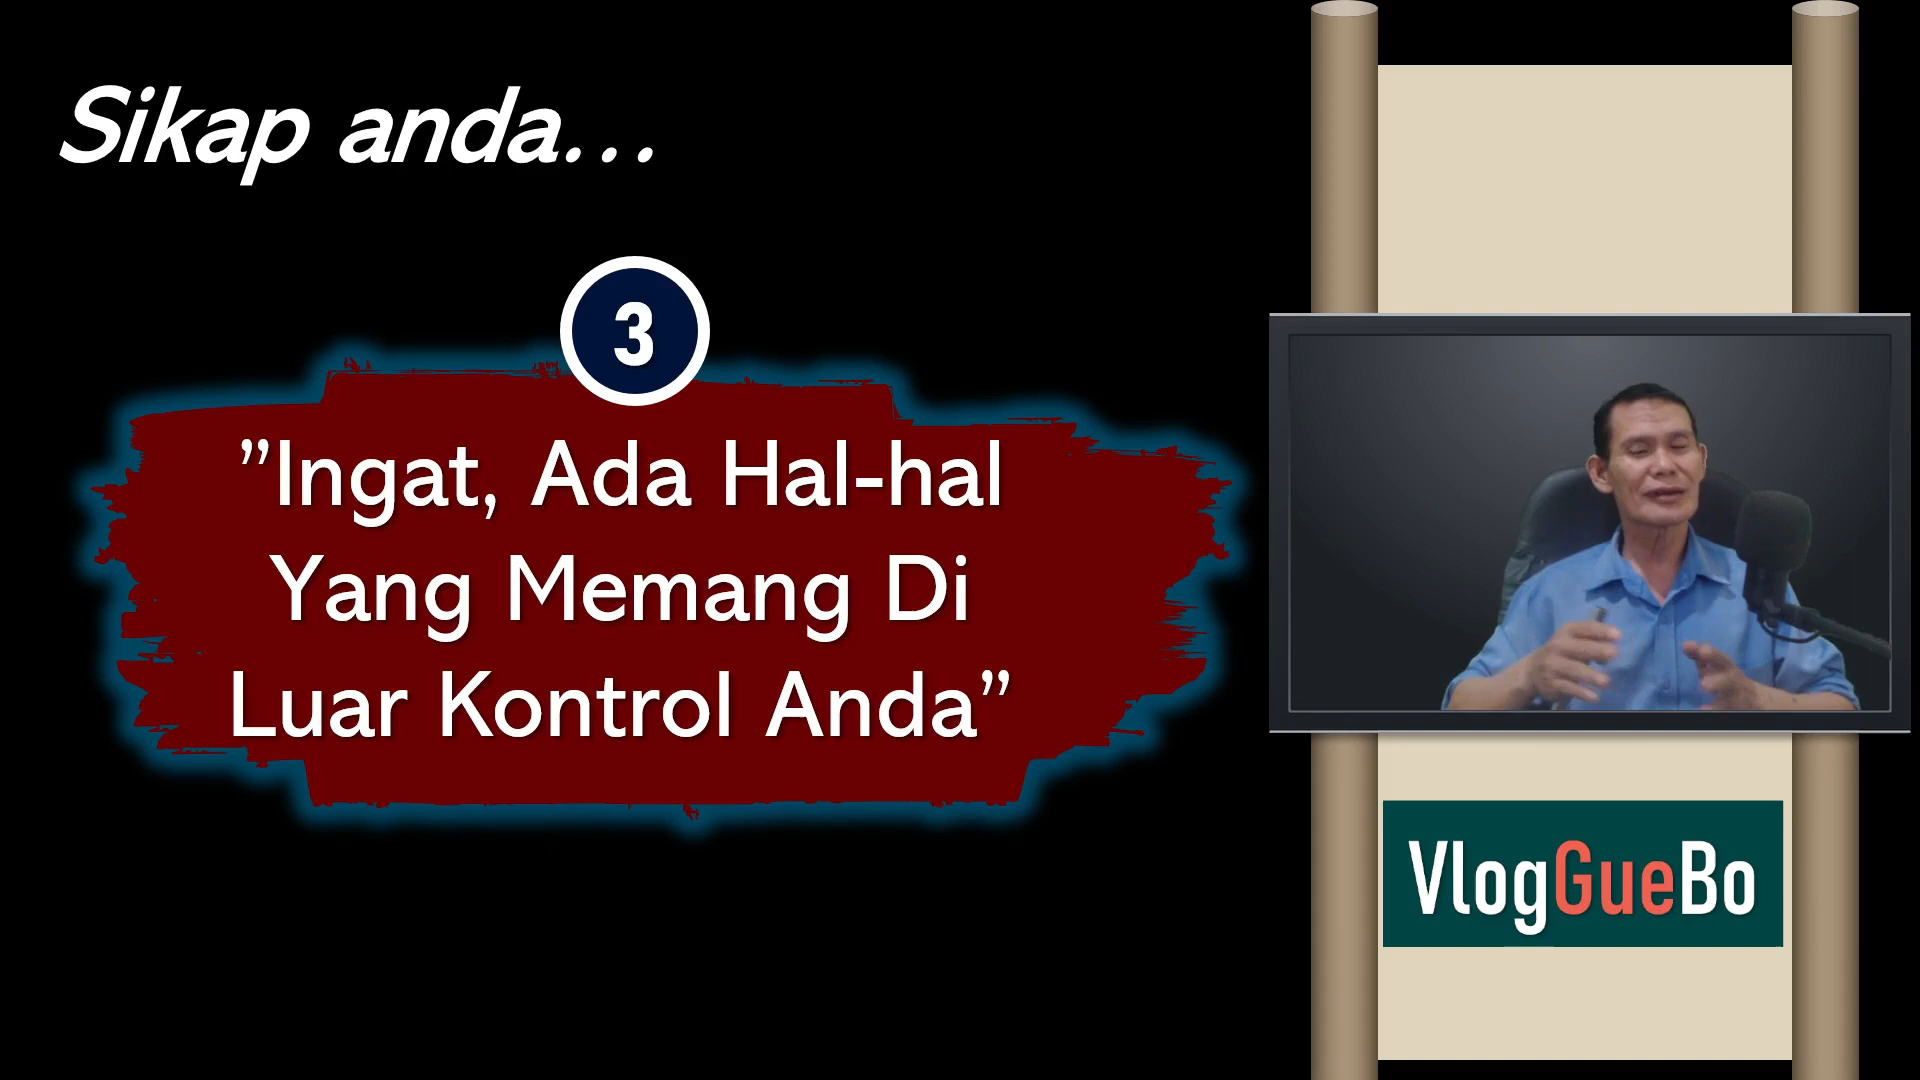 Sikap anda...
3
”Ingat, Ada Hal-hal
Yang Memang Di
Luar Kontrol Anda”
VlogGueBo